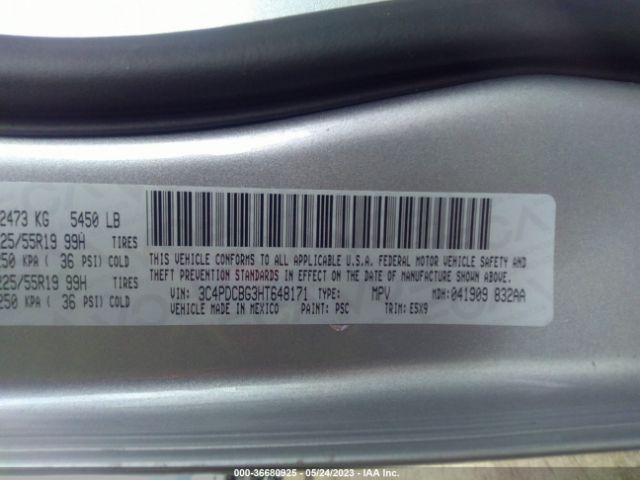 2473 KG 5450 LB
25/55R19 99H TIRES
250 KPA ( 36 PSI) COLD
225/55R19 99H TIRES
250 KPA ( 36 PSI) COLD
THIS VEHICLE CONFORMS TO ALL APPLICABLE U.S.A. FEDERAL MOTOR VEHICLE SAFETY, BUMPER, AND
THEFT PREVENTION STANDARDS IN EFFECT ON THE DATE OF MANUFACTURE SHOWN ABOVE.
VIN: 3C4PDCBG3HT648171 TYPE: MPV MDH: 041909 832AA
VEHICLE MADE IN MEXICO PAINT: PSC TRIM: E5X9
000-36680925 - 05/24/2023 - IAA Inc.